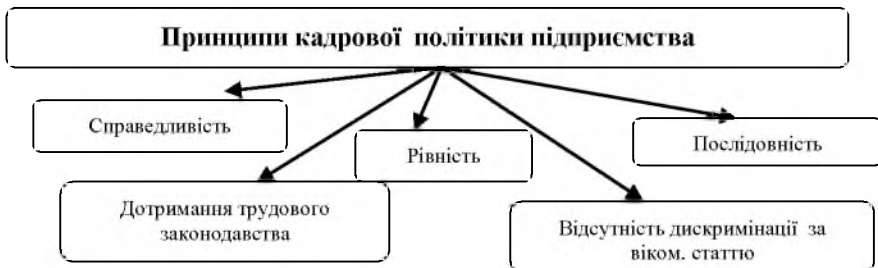 Принципи кадрової політики підприємства
Справедливість
Рівність
Послідовність
Дотримання трудового
законодавства
Відсутність дискримінації за
віком. статтю